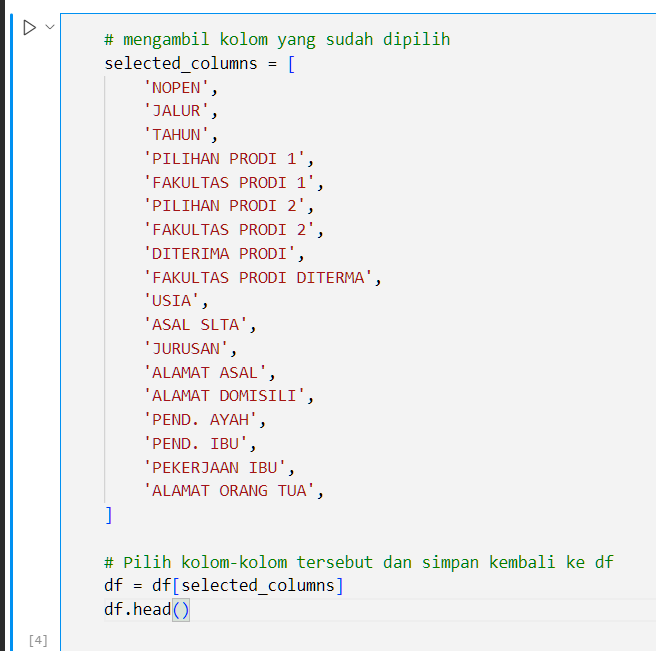 # mengambil kolom yang sudah dipilih
selected_columns = [
    'NOPEN',
    'JALUR',
    'TAHUN',
    'PILIHAN PRODI 1',
    'FAKULTAS PRODI 1',
    'PILIHAN PRODI 2',
    'FAKULTAS PRODI 2',
    'DITERIMA PRODI',
    'FAKULTAS PRODI DITERMA',
    'USIA',
    'ASAL SLTA',
    'JURUSAN',
    'ALAMAT ASAL',
    'ALAMAT DOMISILI',
    'PEND. AYAH',
    'PEND. IBU',
    'PEKERJAAN IBU',
    'ALAMAT ORANG TUA',
]

# Pilih kolom-kolom tersebut dan simpan kembali ke df
df = df[selected_columns]
df.head()
[4]